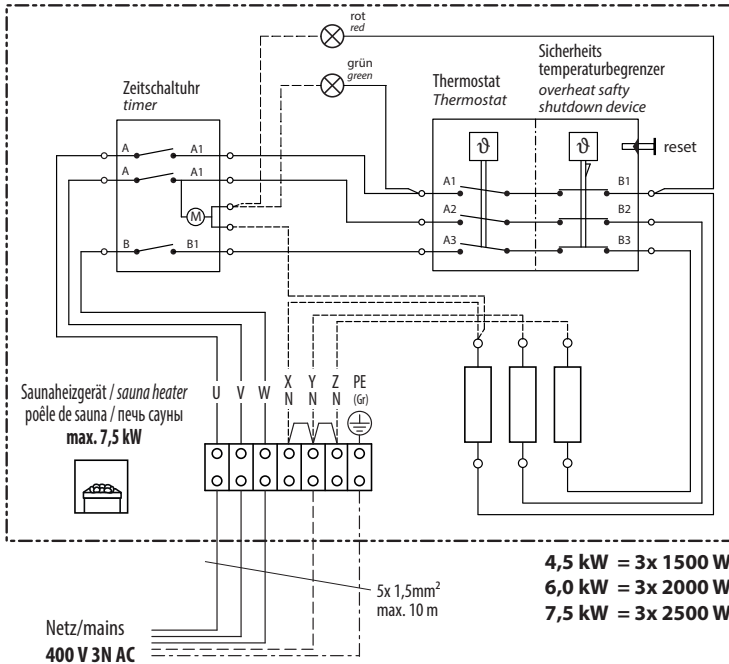 rot
red
grün
green
Zeitschaltuhr
timer
Thermostat
Thermostat
Sicherheits
temperaturbegrenzer
overheat safty
shutdown device
ϑ
ϑ
reset
A A1
A A1
M
B B1
A1 B1
A2 B2
A3 B3
Saunaheizgerät / sauna heater
poêle de sauna / печь сауны
max. 7,5 kW
U V W X Y Z PE
N N N (Gr)
5x 1,5mm²
max. 10 m
Netz/mains
400 V 3N AC
4,5 kW = 3x 1500 W
6,0 kW = 3x 2000 W
7,5 kW = 3x 2500 W